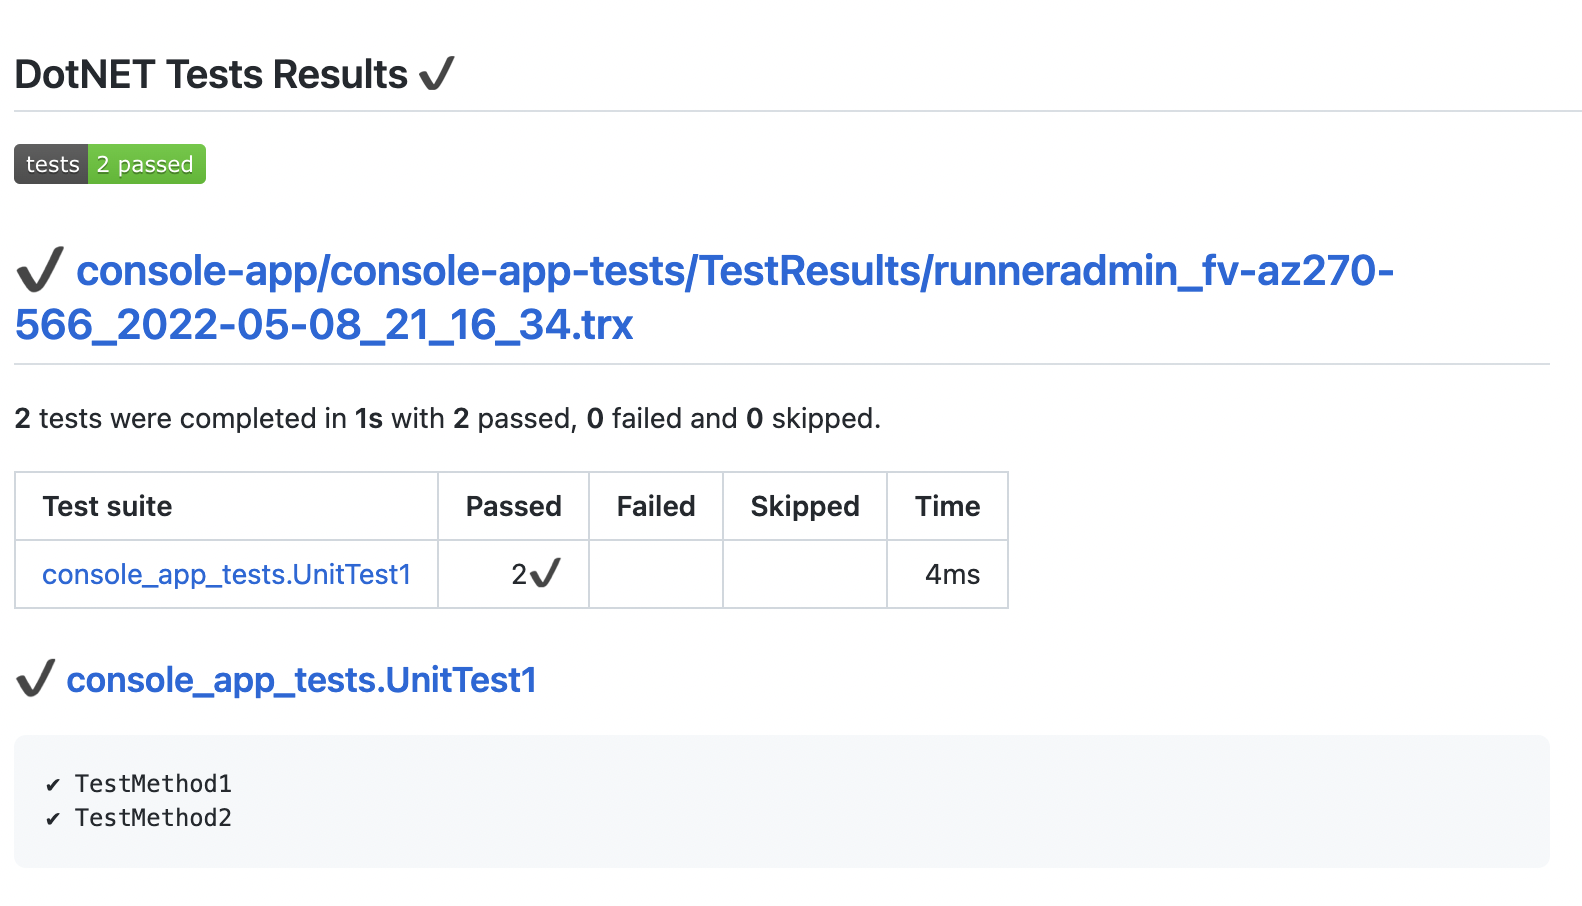 DotNET Tests Results ✔
tests 2 passed
✔ console-app/console-app-tests/TestResults/runneradmin_fv-az270-
566_2022-05-08_21_16_34.trx
2 tests were completed in 1s with 2 passed, 0 failed and 0 skipped.
Test suite Passed Failed Skipped Time
console_app_tests.UnitTest1 2✔ 4ms
✔ console_app_tests.UnitTest1
✔ TestMethod1
✔ TestMethod2